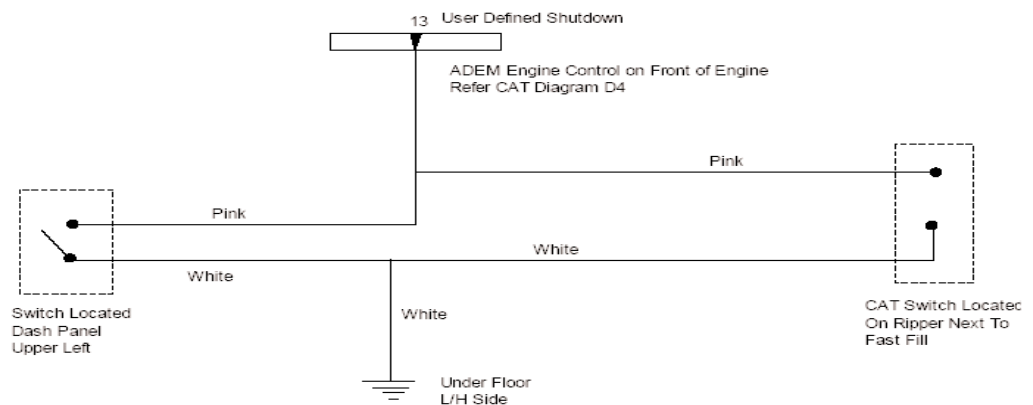 13 User Defined Shutdown
ADEM Engine Control on Front of Engine
Refer CAT Diagram D4
Pink
Pink
White
White
White
Switch Located
Dash Panel
Upper Left
CAT Switch Located
On Ripper Next To
Fast Fill
Under Floor
L/H Side